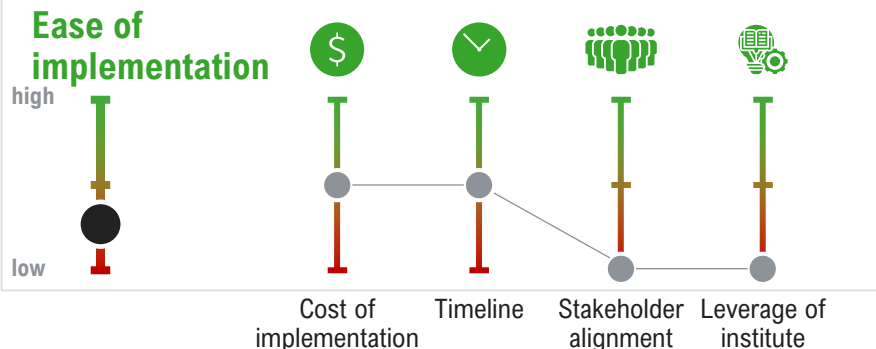 Ease of
implementation
$
high
low
Cost of
implementation
Timeline
Stakeholder
alignment
Leverage of
institute